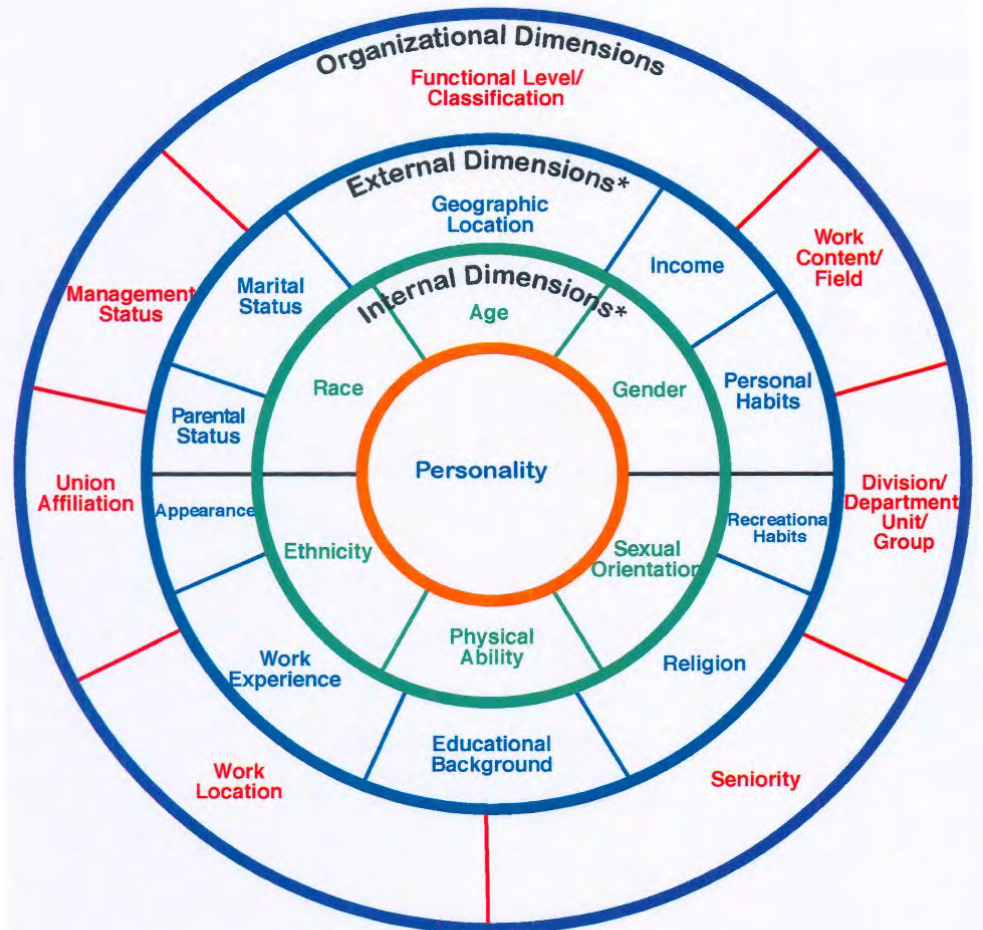 Organizational Dimensions
Functional Level/
Classification
External Dimensions*
Geographic
Location
Income
Work
Content/
Field
Marital
Status
Management
Status
Internal Dimensions*
Age
Race
Gender
Personal
Habits
Parental
Status
Personality
Union
Affiliation
Appearance
Recreational
Habits
Division/
Department
Unit/
Group
Ethnicity
Sexual
Orientation
Physical
Ability
Work
Experience
Religion
Educational
Background
Work
Location
Seniority